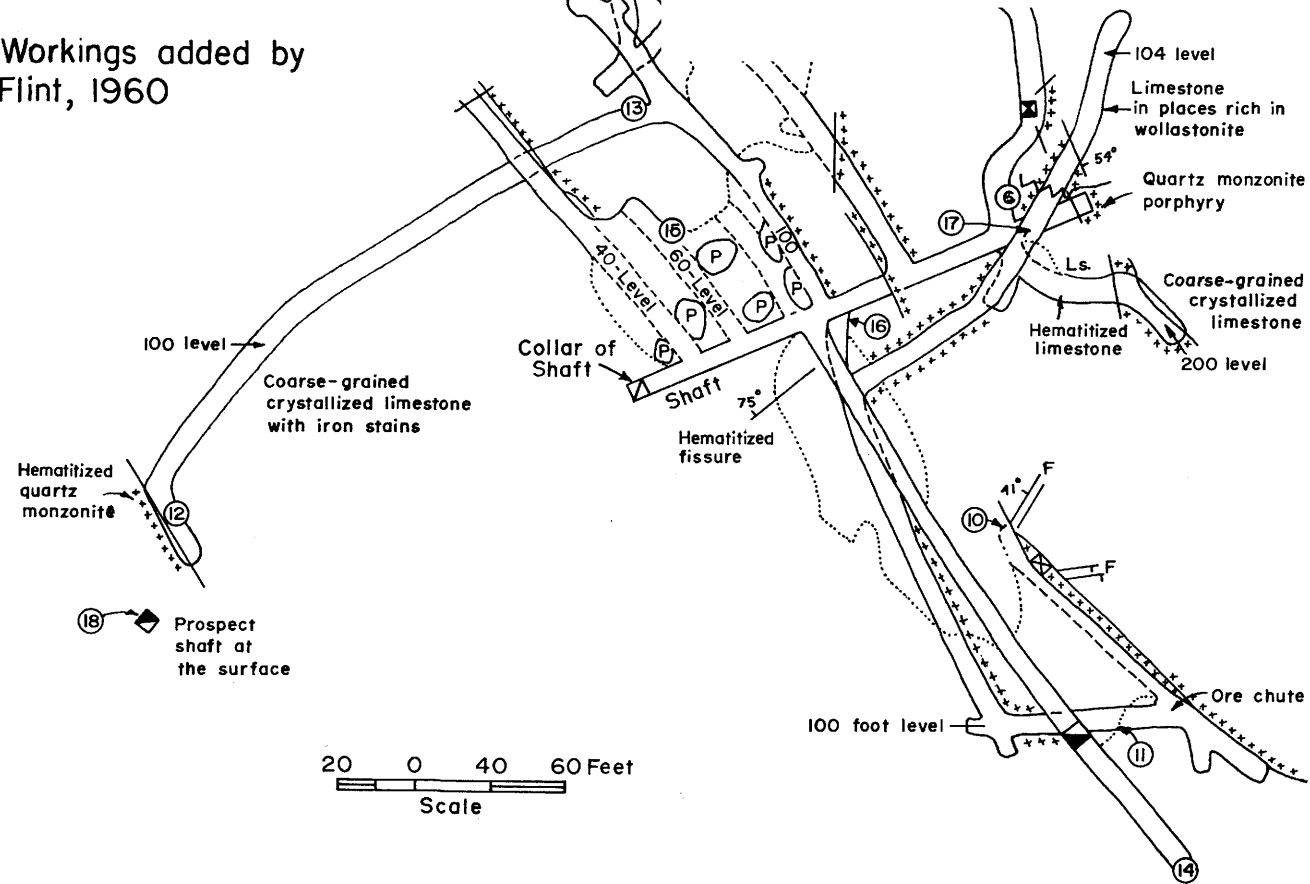 Workings added by
Flint, 1960
104 level
Limestone
in places rich in
wollastonite
54°
Quartz monzonite
porphyry
13
6
17
15
100
P
P
P
P
P
P
40-Level
60-Level
L
Ls.
Coarse-grained
crystallized
limestone
Hematitized
limestone
200 level
16
100 level
Collar of
Shaft
Shaft
75°
Hematitized
fissure
Coarse-grained
crystallized limestone
with iron stains
Hematitized
quartz
monzonite
12
41°
F
10
F
18
Prospect
shaft at
the surface
Ore chute
100 foot level
11
14
20 0 40 60 Feet
Scale